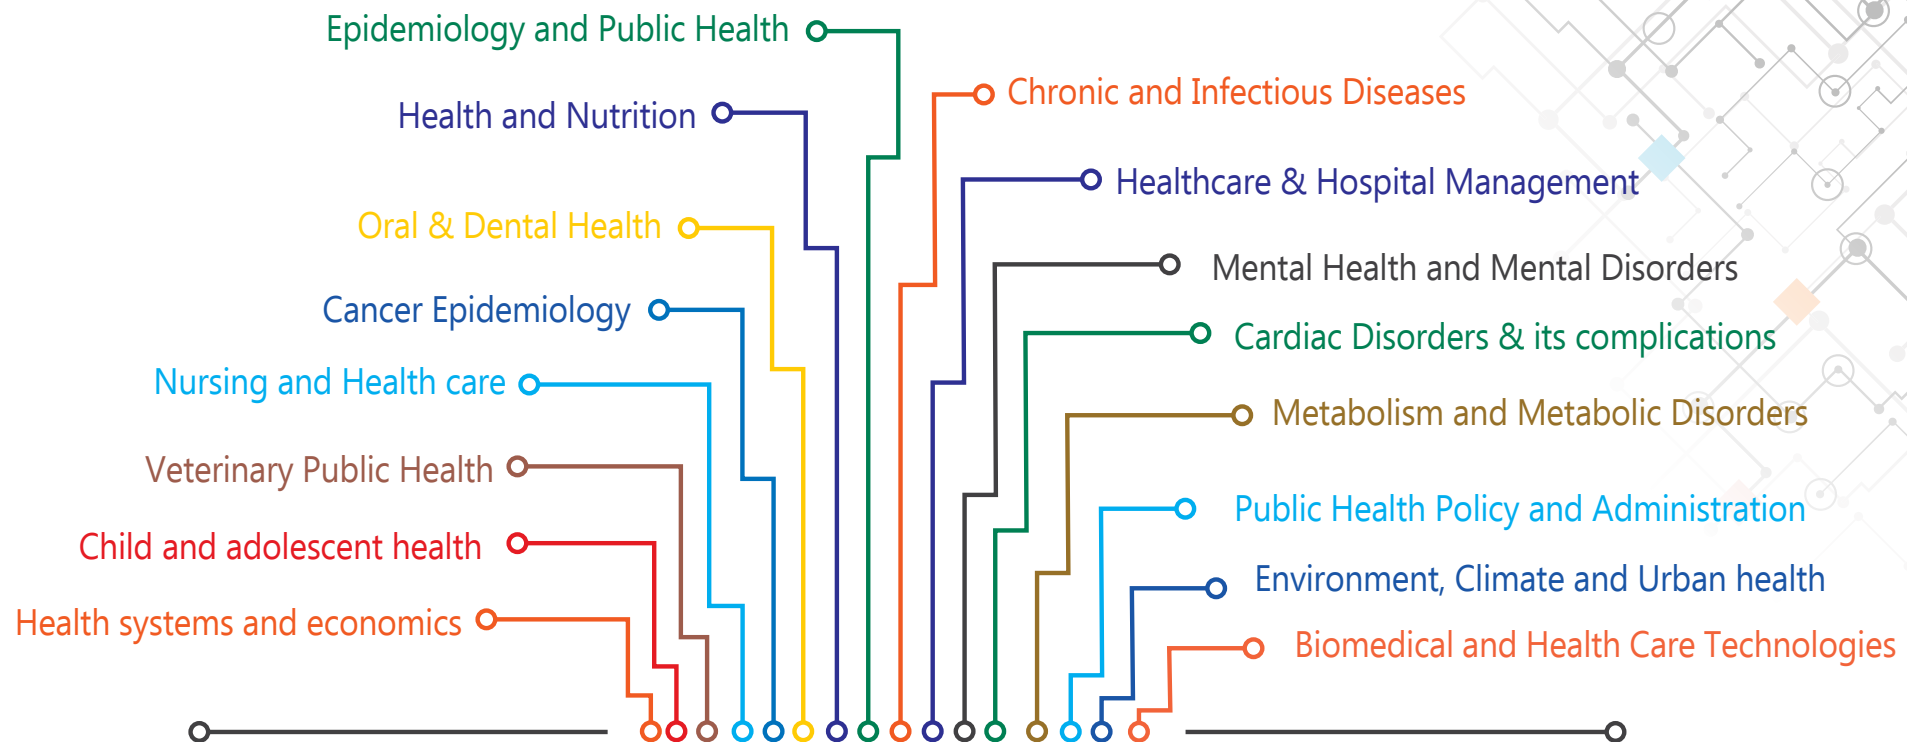 Epidemiology and Public Health
Health and Nutrition
Oral & Dental Health
Cancer Epidemiology
Nursing and Health care
Veterinary Public Health
Child and adolescent health
Health systems and economics
Chronic and Infectious Diseases
Healthcare & Hospital Management
Mental Health and Mental Disorders
Cardiac Disorders & its complications
Metabolism and Metabolic Disorders
Public Health Policy and Administration
Environment, Climate and Urban health
Biomedical and Health Care Technologies